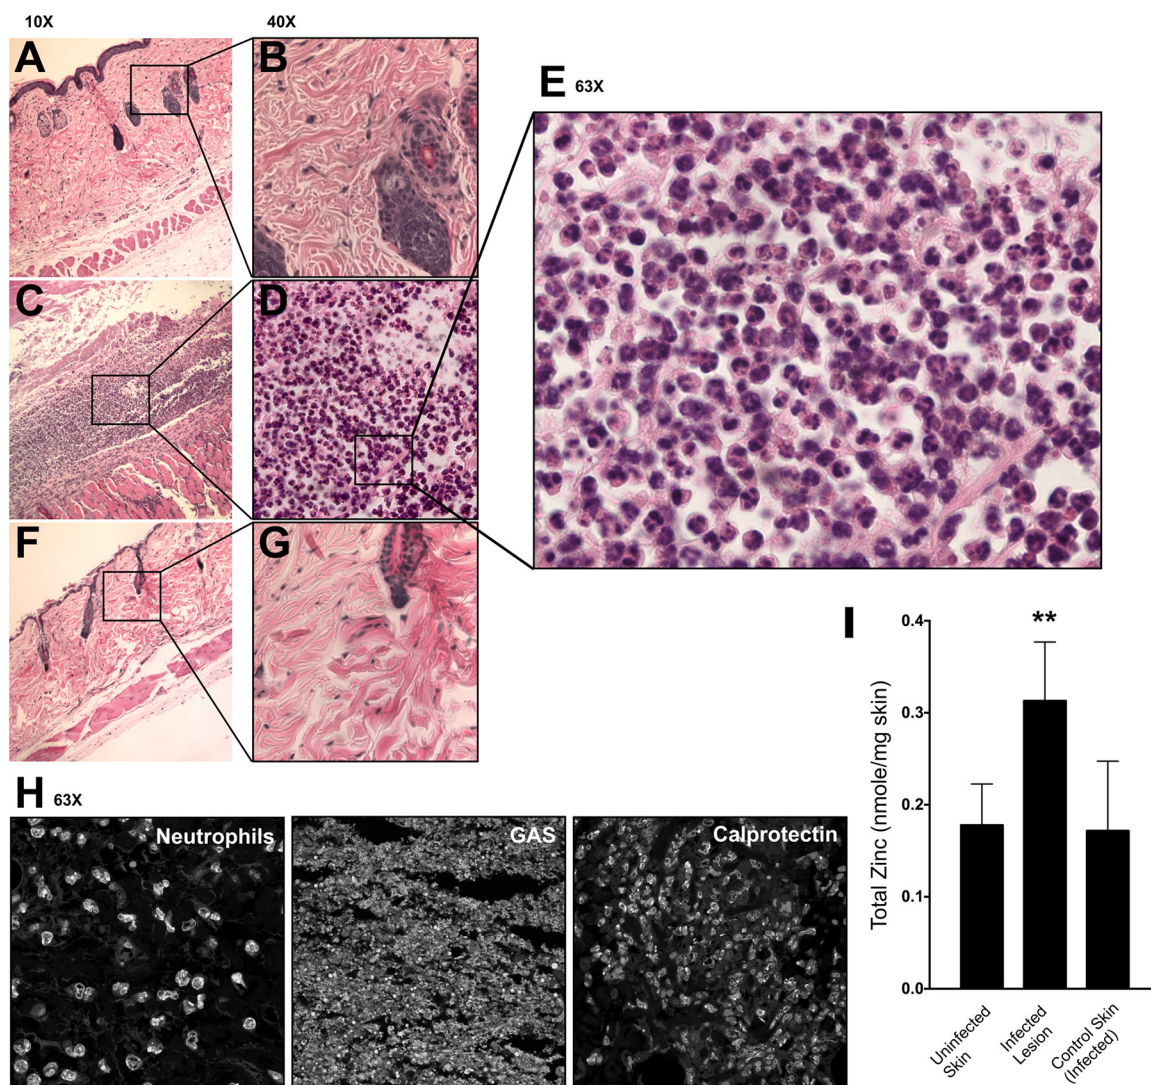 10X
40X
A
B
E 63X
C
D
F
G
I
**
0.4
0.3
0.2
0.1
0.0
Total Zinc (nmole/mg skin)
Uninfected
Skin
Infected
Lesion
Control Skin
(Infected)
H 63X
Neutrophils
GAS
Calprotectin